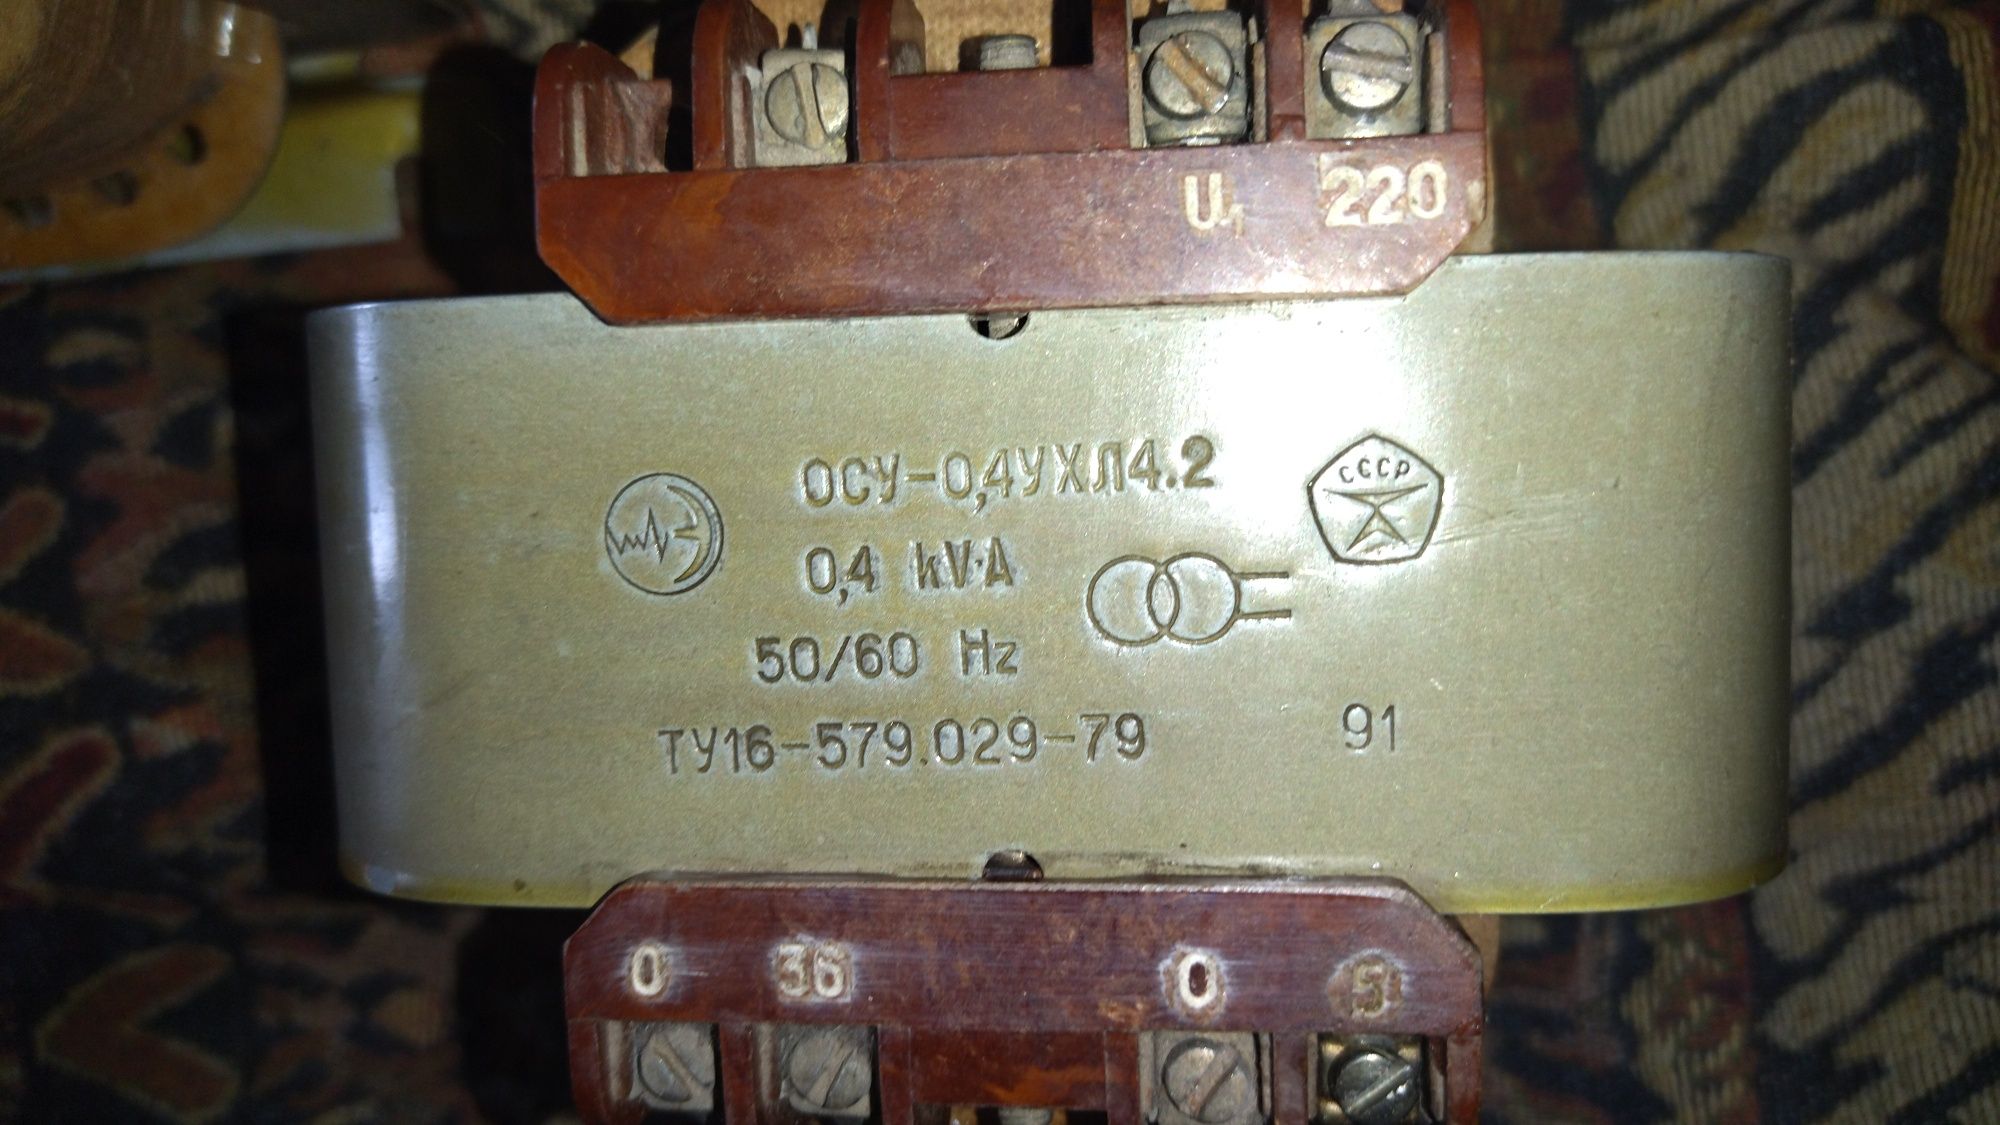 U₁ 220
СССР
ОСУ-0,4УХЛ4.2
0,4 kV·A
50/60 Hz
ТУ16-579.029-79 91
0 36 0 5